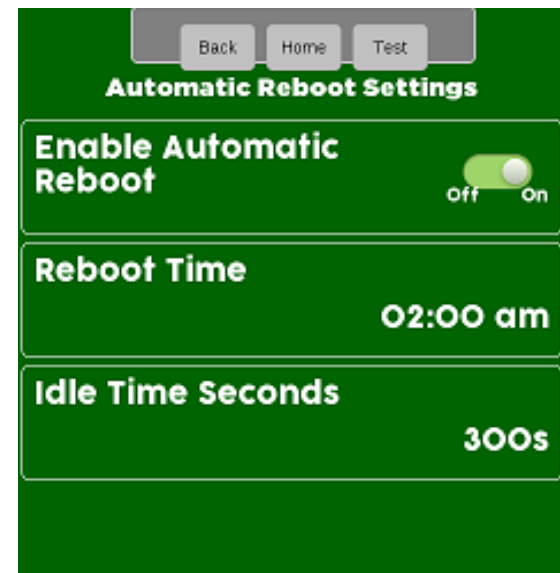 Back Home Test
Automatic Reboot Settings
Enable Automatic
Reboot
Off On
Reboot Time
02:00 am
Idle Time Seconds
300s